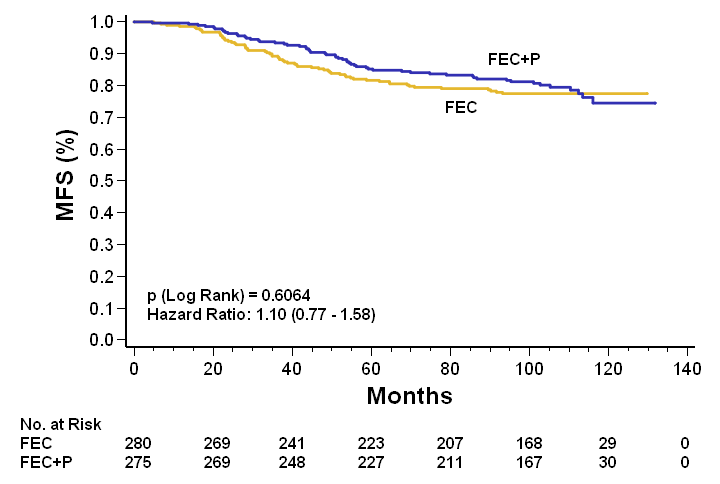 1.0
0.9
0.8
0.7
0.6
0.5
0.4
0.3
0.2
0.1
0.0
MFS (%)
FEC+P
FEC
p (Log Rank) = 0.6064
Hazard Ratio: 1.10 (0.77 - 1.58)
0 20 40 60 80 100 120 140
Months
No. at Risk
FEC 280 269 241 223 207 168 29 0
FEC+P 275 269 248 227 211 167 30 0